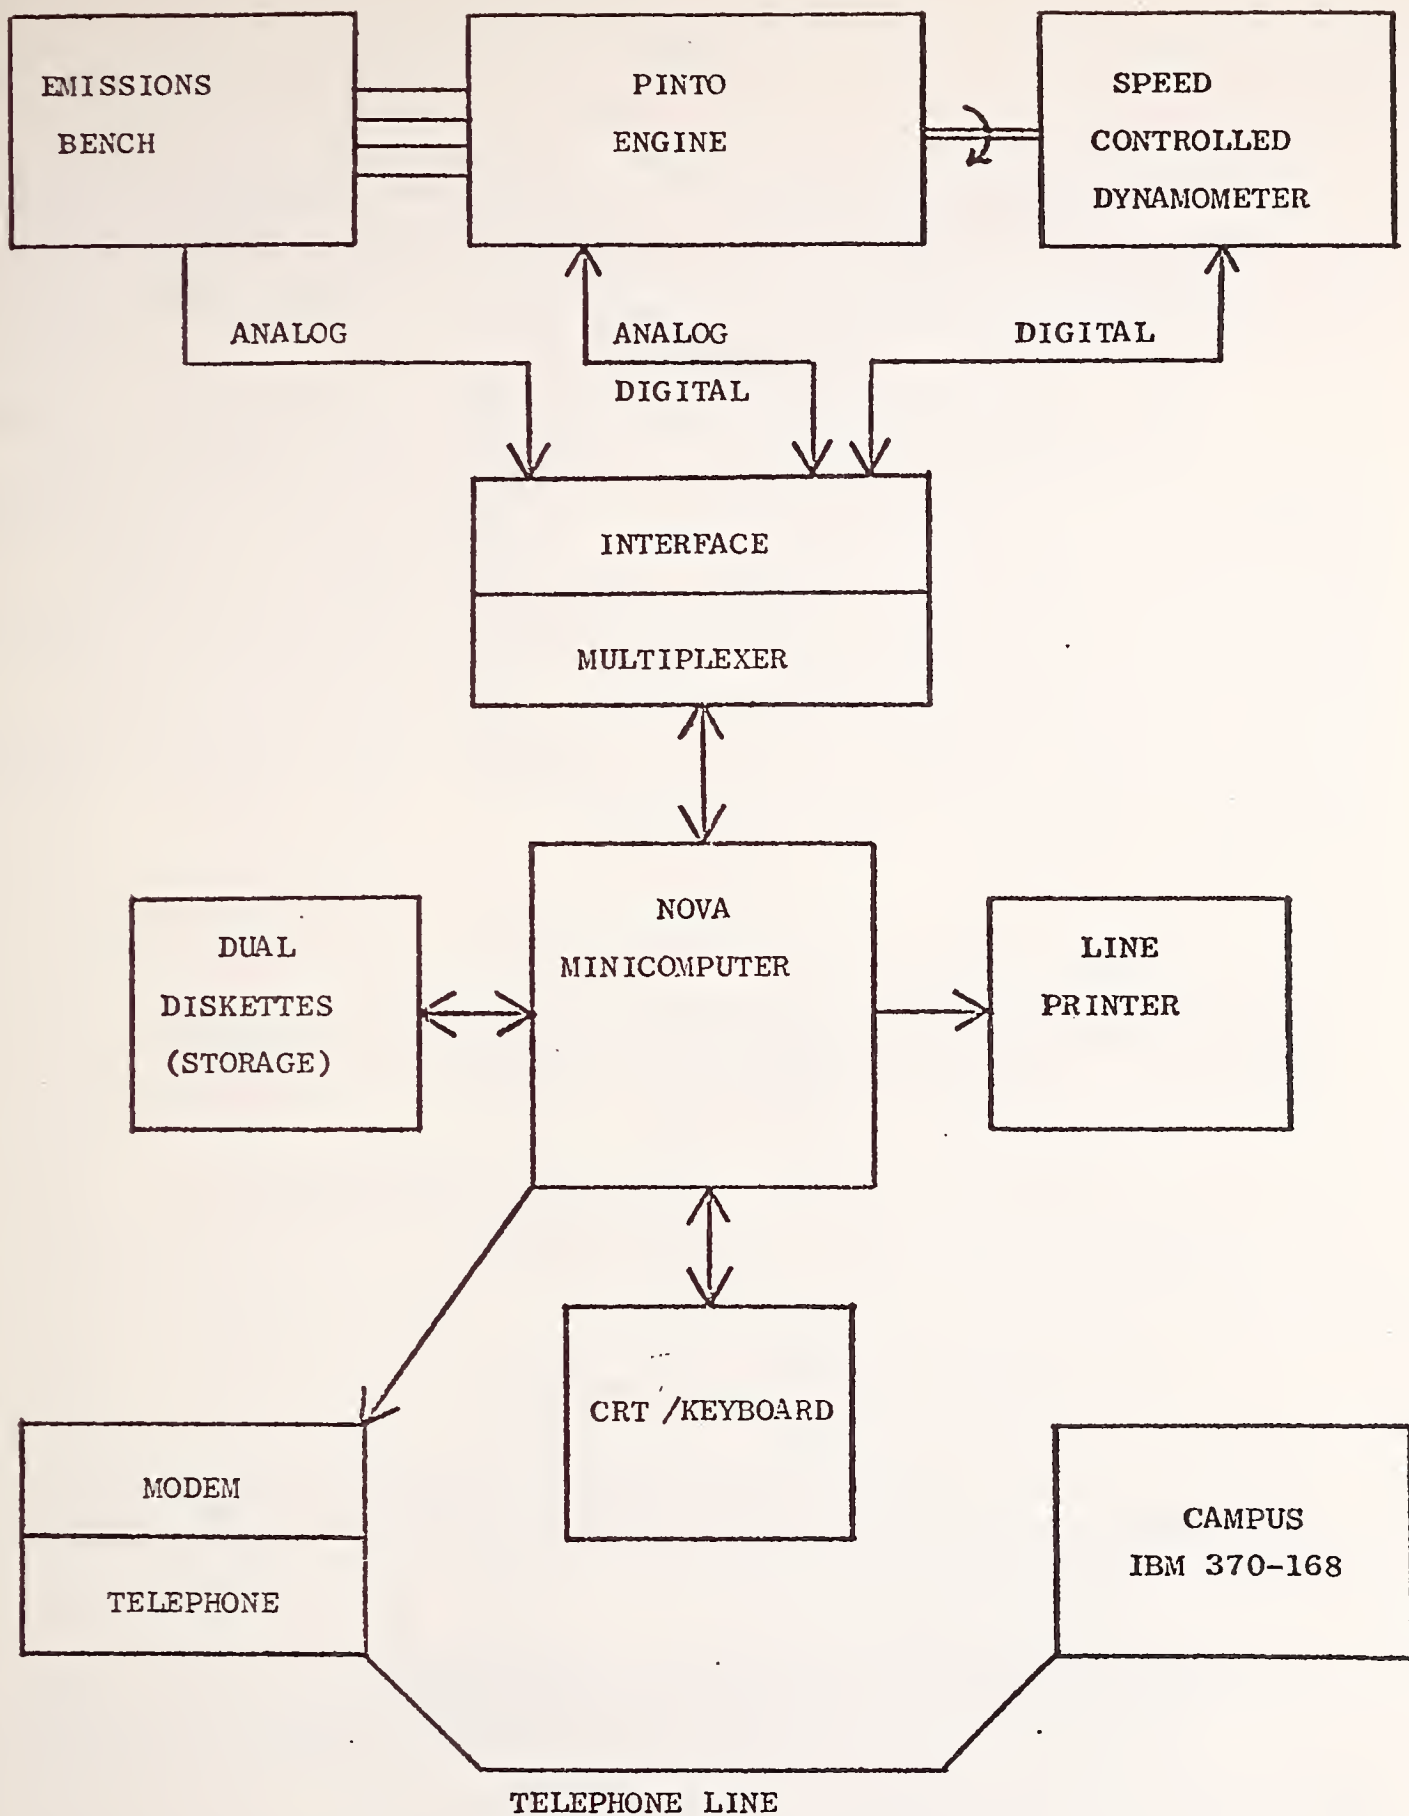 EMISSIONS
BENCH
PINTO
ENGINE
SPEED
CONTROLLED
DYNAMOMETER
ANALOG
ANALOG
DIGITAL
DIGITAL
INTERFACE
MULTIPLEXER
NOVA
MINICOMPUTER
DUAL
DISKETTES
(STORAGE)
LINE
PRINTER
CRT /KEYBOARD
MODEM
TELEPHONE
CAMPUS
IBM 370-168
TELEPHONE LINE